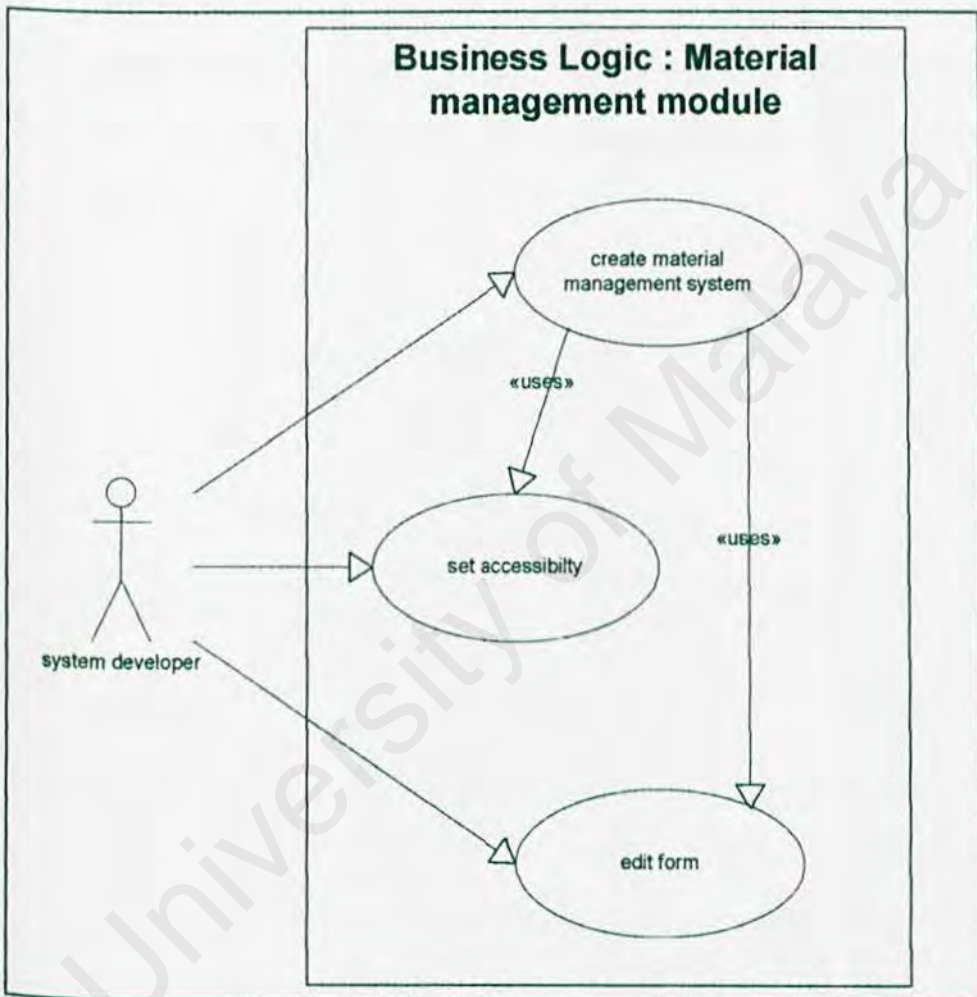 Business Logic : Material
management module
create material
management system
«uses»
set accessibilty
«uses»
system developer
edit form
University of Malaya